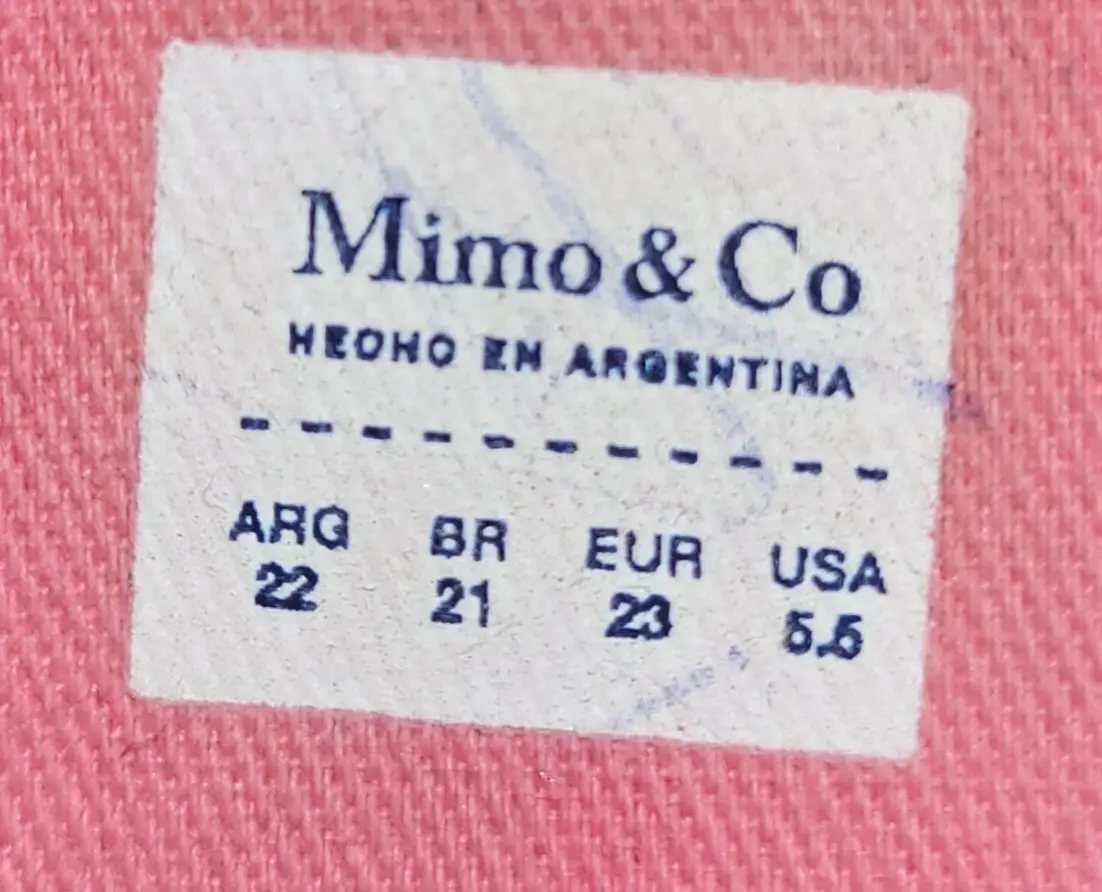 Mimo & Co
HECHO EN ARGENTINA
- - - - - - - - - - -
ARG BR EUR USA
22 21 23 5.5